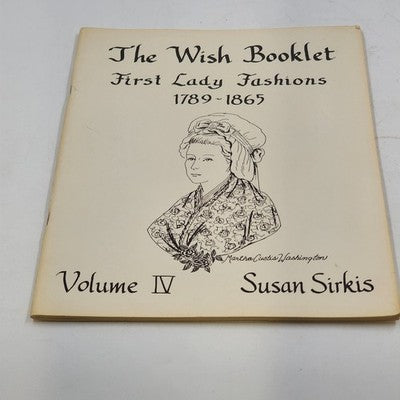 The Wish Booklet
First Lady Fashions
1789-1865
Martha Custis Washington
Volume IV
Susan Sirkis